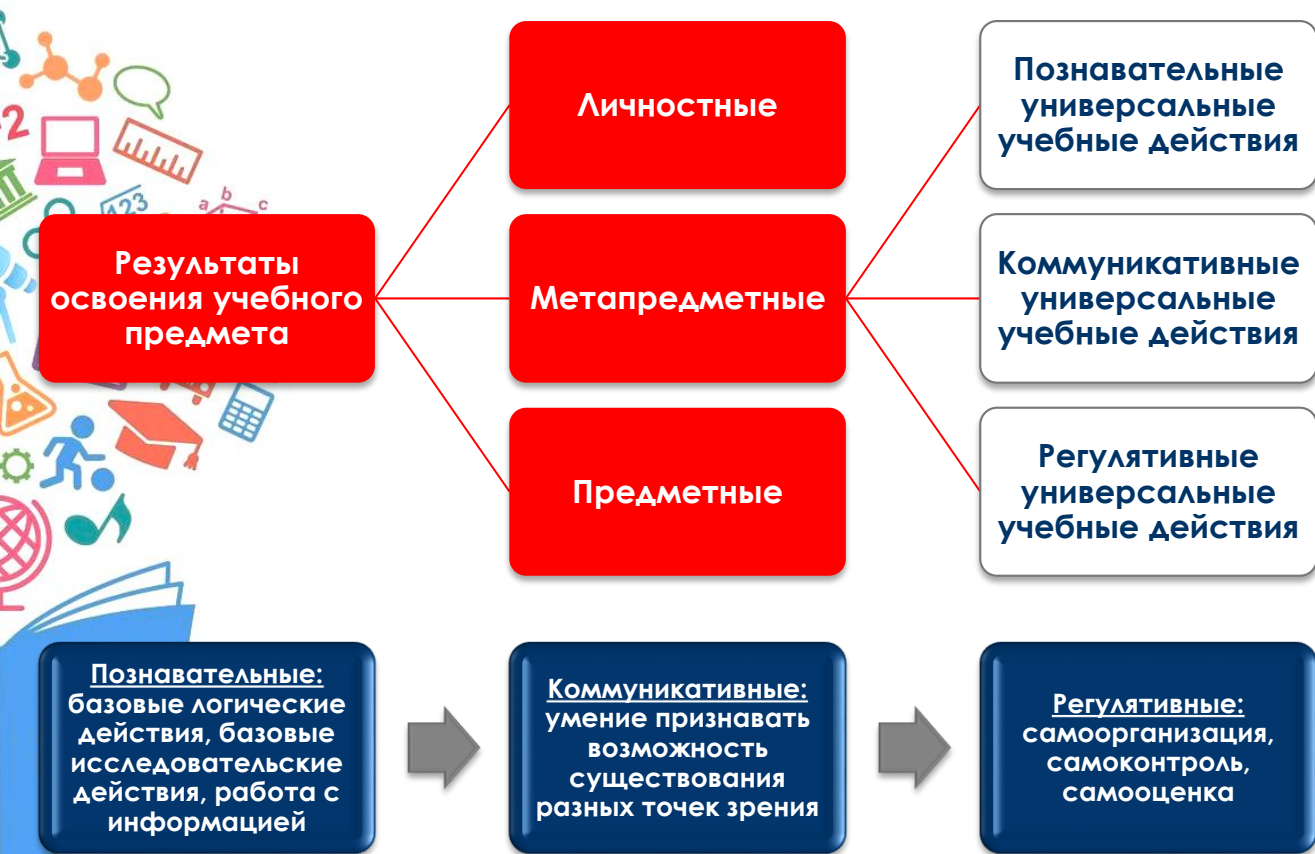 Личностные
Познавательные
универсальные
учебные действия
2
a b c
123
Результаты
освоения учебного
предмета
Метапредметные
Коммуникативные
универсальные
учебные действия
Предметные
Регулятивные
универсальные
учебные действия
Познавательные:
базовые логические
действия, базовые
исследовательские
действия, работа с
информацией
Коммуникативные:
умение признавать
возможность
существования
разных точек зрения
Регулятивные:
самоорганизация,
самоконтроль,
самооценка